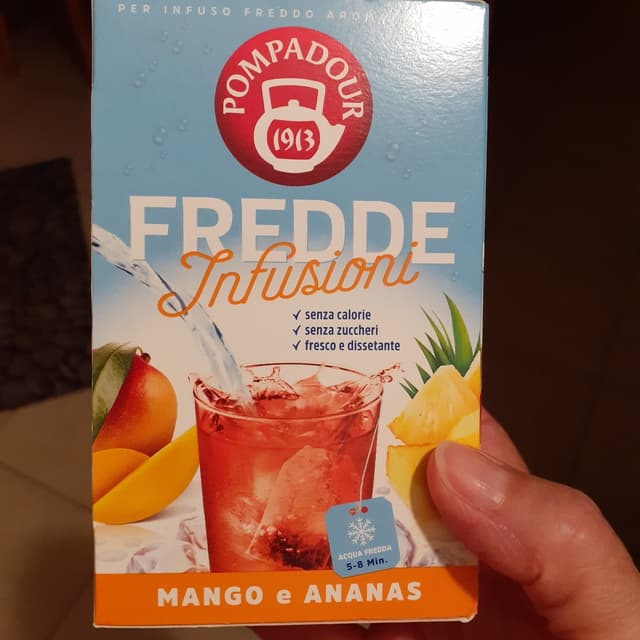 PER INFUSO FREDDO
POMPADOUR
1913
FREDDE
Infusioni
✓ senza calorie
✓ senza zuccheri
✓ fresco e dissetante
ACQUA FREDDA
5-8 Min.
MANGO e ANANAS